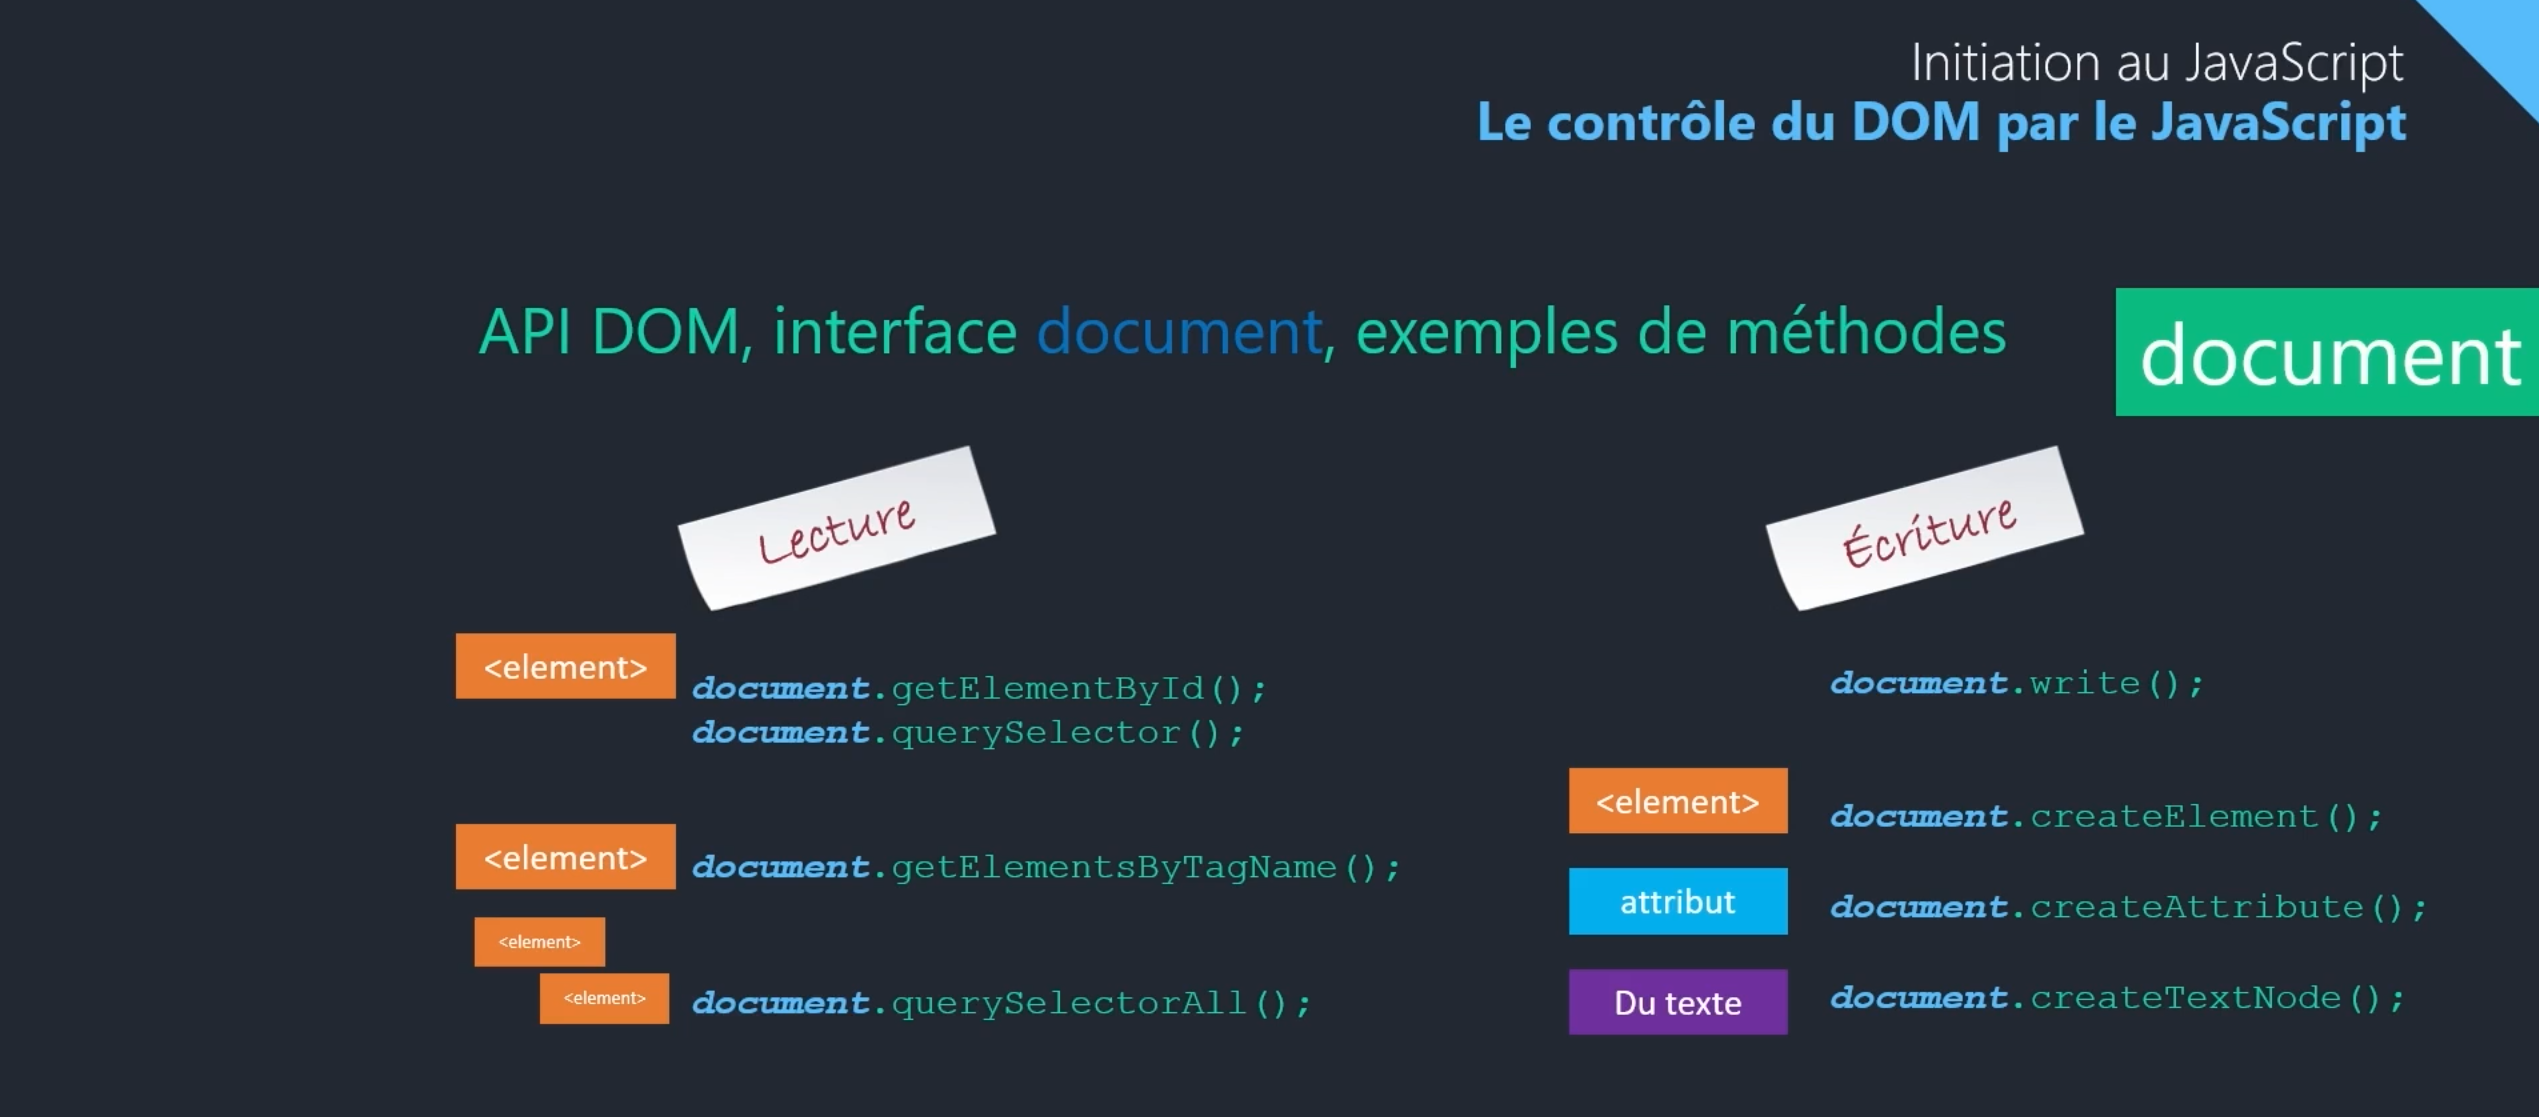 Initiation au JavaScript
Le contrôle du DOM par le JavaScript
API DOM, interface document, exemples de méthodes
document
Lecture
<element>
document.getElementById();
document.querySelector();
<element>
document.getElementsByTagName();
<element>
<element>
document.querySelectorAll();
Écriture
document.write();
<element>
document.createElement();
attribut
document.createAttribute();
Du texte
document.createTextNode();